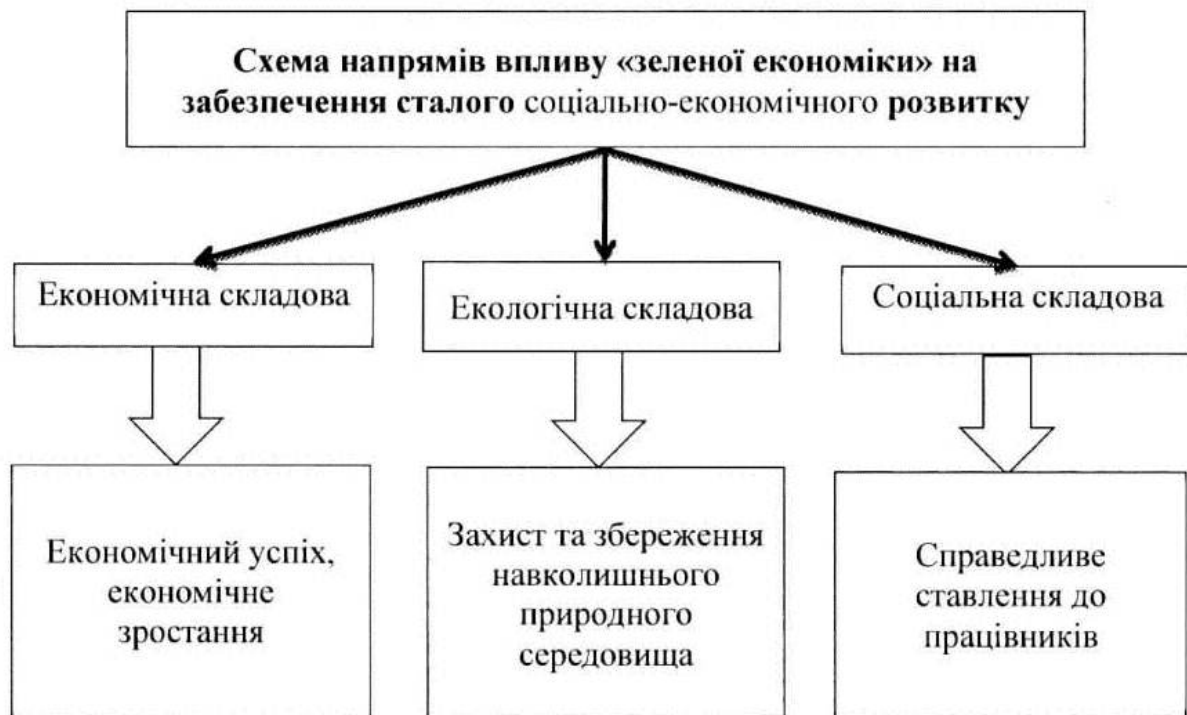 Схема напрямів впливу «зеленої економіки» на
забезпечення сталого соціально-економічного розвитку
Економічна складова
Екологічна складова
Соціальна складова
Економічний успіх,
економічне
зростання
Захист та збереження
навколишнього
природного
середовища
Справедливе
ставлення до
працівників